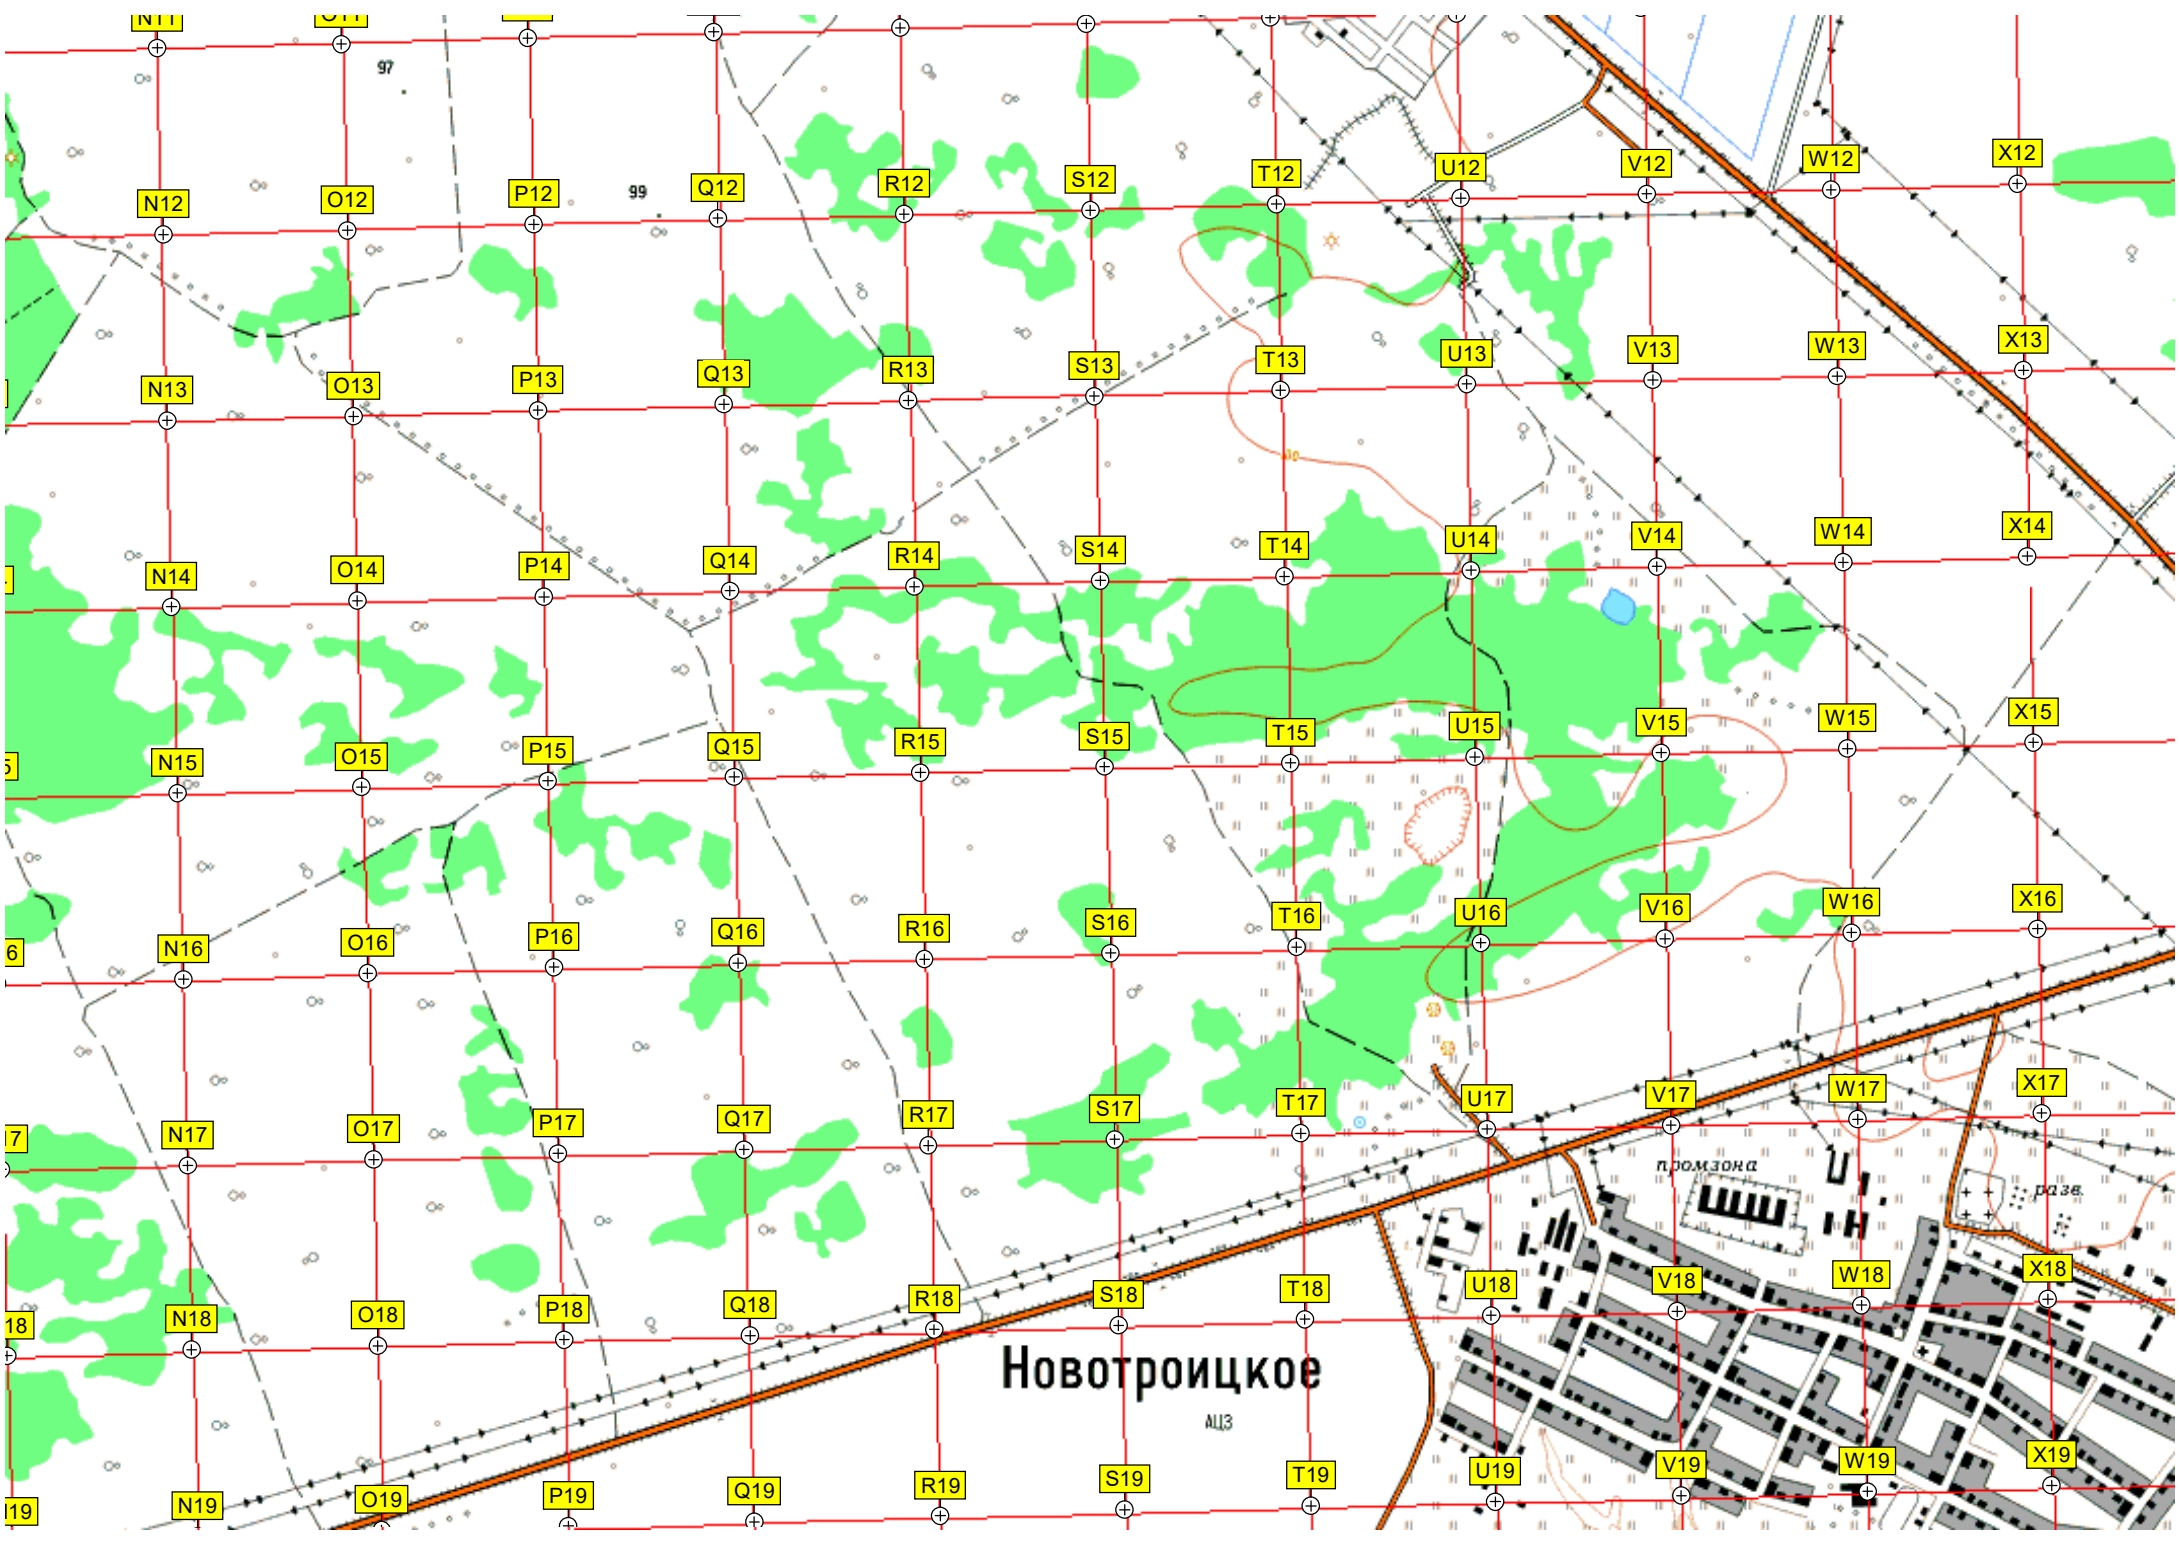 N11 O11
97
N12 O12 P12 99 Q12 R12 S12 T12 U12 V12 W12 X12
N13 O13 P13 Q13 R13 S13 T13 U13 V13 W13 X13
N14 O14 P14 Q14 R14 S14 T14 U14 V14 W14 X14
5 N15 O15 P15 Q15 R15 S15 T15 U15 V15 W15 X15
6 N16 O16 P16 Q16 R16 S16 T16 U16 V16 W16 X16
17 N17 O17 P17 Q17 R17 S17 T17 U17 V17 W17 X17
промзона
разв.
18 N18 O18 P18 Q18 R18 S18 T18 U18 V18 W18 X18
Новотроицкое
АЦЗ
19 N19 O19 P19 Q19 R19 S19 T19 U19 V19 W19 X19